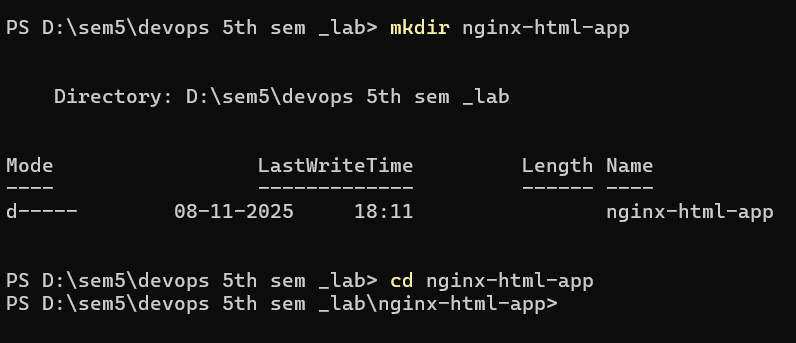 PS D:\sem5\devops 5th sem _lab> mkdir nginx-html-app
Directory: D:\sem5\devops 5th sem _lab
Mode                 LastWriteTime         Length Name
----                 -------------         ------ ----
d-----        08-11-2025     18:11                nginx-html-app
PS D:\sem5\devops 5th sem _lab> cd nginx-html-app
PS D:\sem5\devops 5th sem _lab\nginx-html-app>